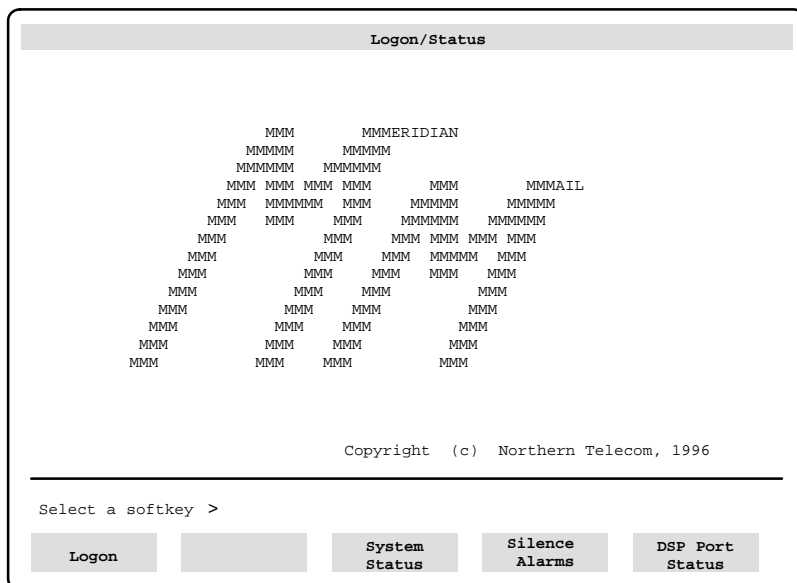 Logon/Status
MMM MMMERIDIAN
MMMMM MMMMM
MMMMMM MMMMMM
MMM MMM MMM MMM MMM MMMAIL
MMM MMMMMM MMM MMMMM MMMMM
MMM MMM MMM MMMMMM MMMMMM
MMM MMM MMM MMM MMM MMM
MMM MMM MMM MMMMM MMM
MMM MMM MMM MMM MMM
MMM MMM MMM MMM
MMM MMM MMM MMM
MMM MMM MMM MMM
MMM MMM MMM MMM
MMM MMM MMM MMM
Copyright (c) Northern Telecom, 1996
Select a softkey >
Logon
System
Status
Silence
Alarms
DSP Port
Status